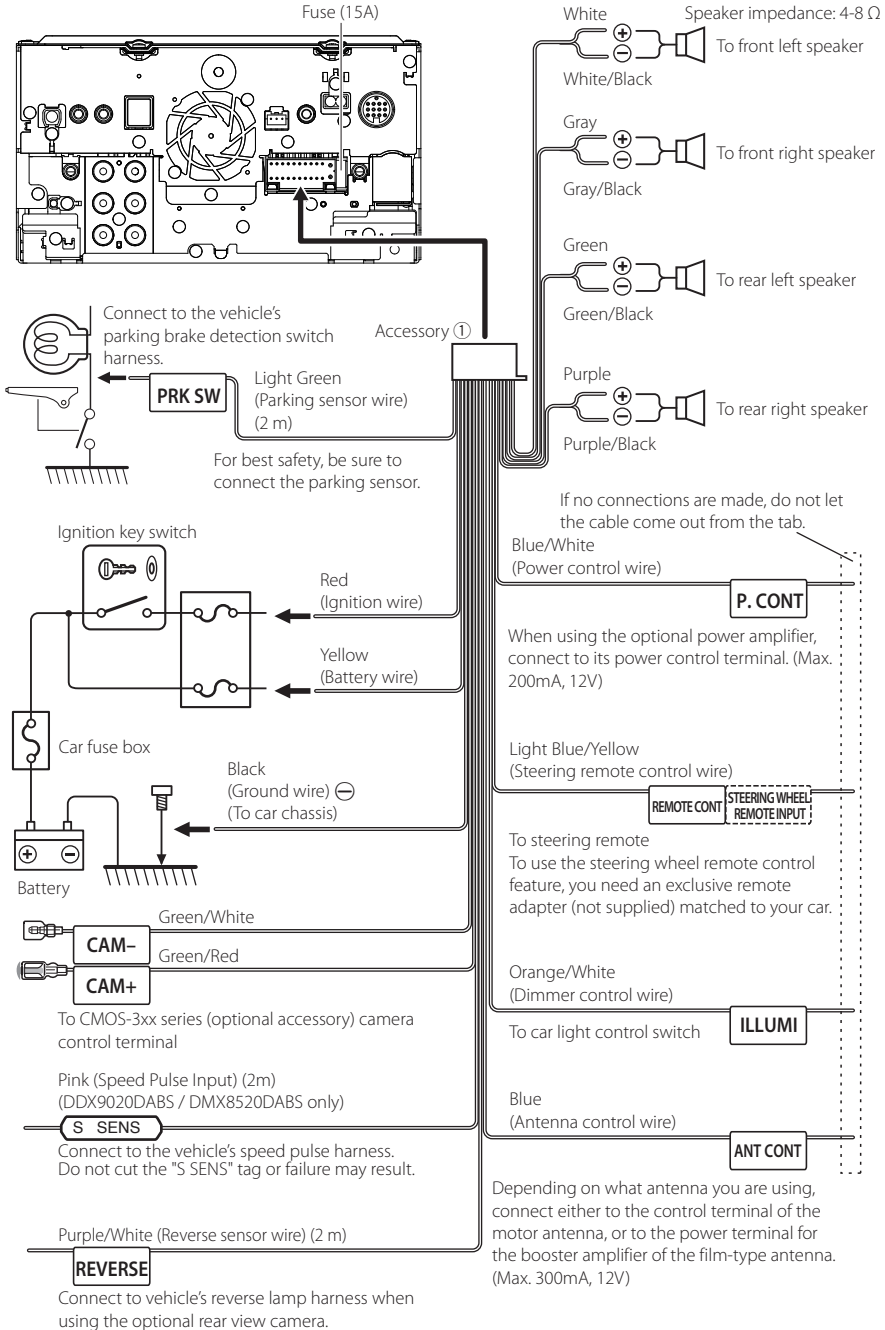 Fuse (15A)
White
Speaker impedance: 4-8 Ω
⊕
⊖
To front left speaker
White/Black
Gray
⊕
⊖
To front right speaker
Gray/Black
Green
⊕
⊖
To rear left speaker
Green/Black
Purple
⊕
⊖
To rear right speaker
Purple/Black
Connect to the vehicle's
parking brake detection switch
harness.
Accessory ①
PRK SW
Light Green
(Parking sensor wire)
(2 m)
For best safety, be sure to
connect the parking sensor.
If no connections are made, do not let
the cable come out from the tab.
Ignition key switch
Red
(Ignition wire)
Yellow
(Battery wire)
Car fuse box
Black
(Ground wire) ⊖
(To car chassis)
⊕ ⊖
Battery
Blue/White
(Power control wire)
P. CONT
When using the optional power amplifier,
connect to its power control terminal. (Max.
200mA, 12V)
Light Blue/Yellow
(Steering remote control wire)
REMOTE CONT
STEERING WHEEL
REMOTE INPUT
To steering remote
To use the steering wheel remote control
feature, you need an exclusive remote
adapter (not supplied) matched to your car.
Green/White
CAM–
Green/Red
CAM+
To CMOS-3xx series (optional accessory) camera
control terminal
Orange/White
(Dimmer control wire)
ILLUMI
To car light control switch
Pink (Speed Pulse Input) (2m)
(DDX9020DABS / DMX8520DABS only)
S SENS
Connect to the vehicle's speed pulse harness.
Do not cut the "S SENS" tag or failure may result.
Blue
(Antenna control wire)
ANT CONT
Depending on what antenna you are using,
connect either to the control terminal of the
motor antenna, or to the power terminal for
the booster amplifier of the film-type antenna.
(Max. 300mA, 12V)
Purple/White (Reverse sensor wire) (2 m)
REVERSE
Connect to vehicle's reverse lamp harness when
using the optional rear view camera.